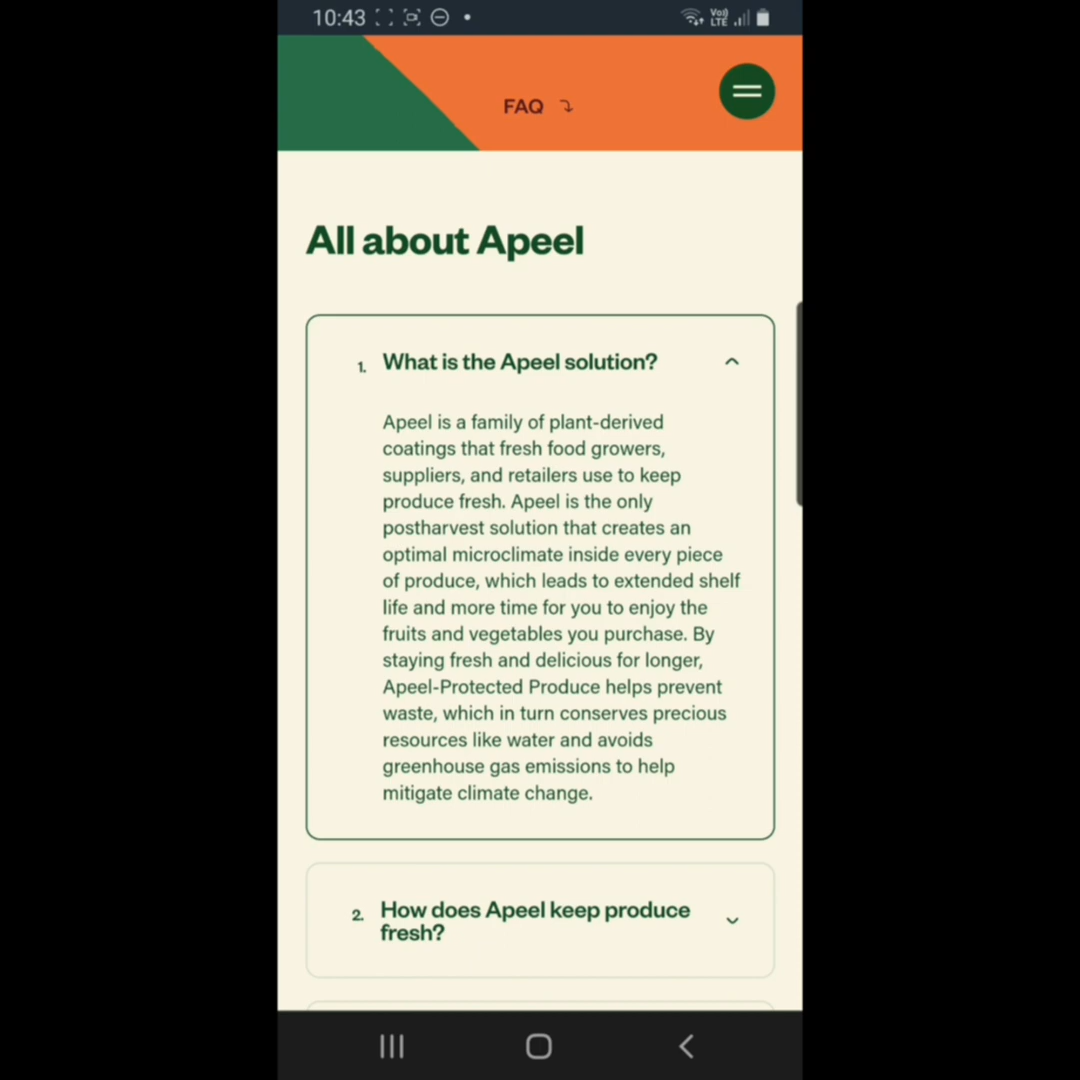 10:43
Vo)) LTE
FAQ
All about Apeel
1. What is the Apeel solution?
Apeel is a family of plant-derived
coatings that fresh food growers,
suppliers, and retailers use to keep
produce fresh. Apeel is the only
postharvest solution that creates an
optimal microclimate inside every piece
of produce, which leads to extended shelf
life and more time for you to enjoy the
fruits and vegetables you purchase. By
staying fresh and delicious for longer,
Apeel-Protected Produce helps prevent
waste, which in turn conserves precious
resources like water and avoids
greenhouse gas emissions to help
mitigate climate change.
2. How does Apeel keep produce
fresh?